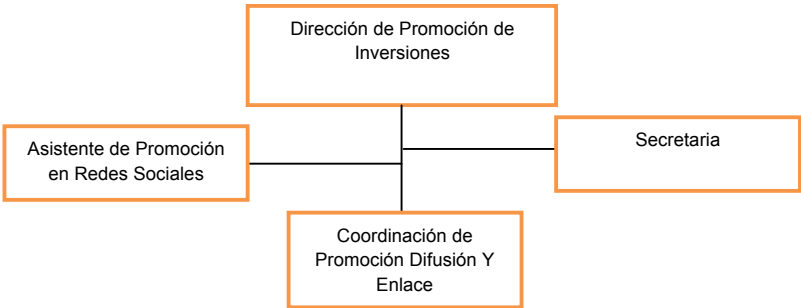 Dirección de Promoción de
Inversiones
Asistente de Promoción
en Redes Sociales
Secretaria
Coordinación de
Promoción Difusión Y
Enlace